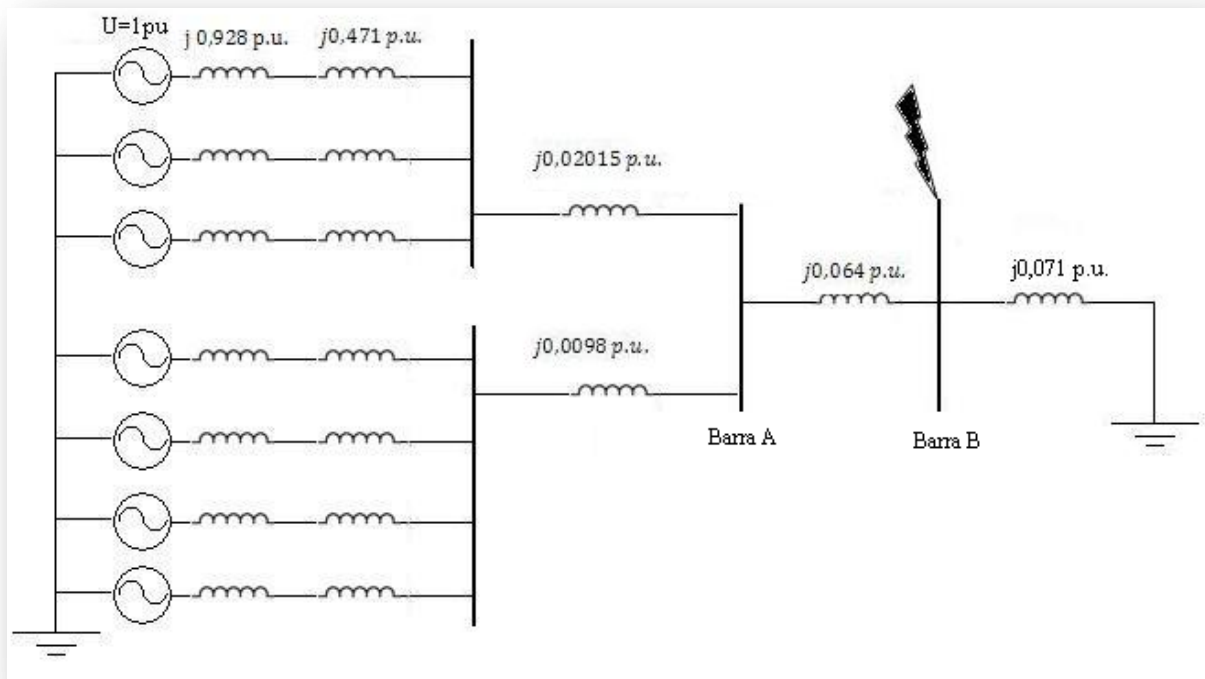 U=1pu
j 0,928 p.u.
j0,471 p.u.
j0,02015 p.u.
j0,064 p.u.
j0,071 p.u.
j0,0098 p.u.
Barra A
Barra B